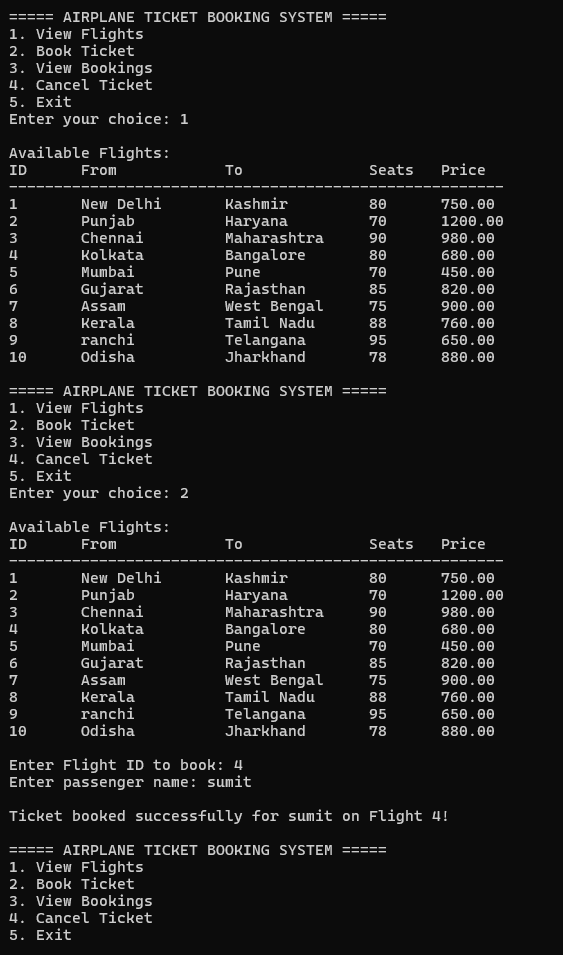 ===== AIRPLANE TICKET BOOKING SYSTEM =====
1. View Flights
2. Book Ticket
3. View Bookings
4. Cancel Ticket
5. Exit
Enter your choice: 1

Available Flights:
ID      From            To              Seats   Price
-------------------------------------------------------
1       New Delhi       Kashmir         80      750.00
2       Punjab          Haryana         70      1200.00
3       Chennai         Maharashtra     90      980.00
4       Kolkata         Bangalore       80      680.00
5       Mumbai          Pune            70      450.00
6       Gujarat         Rajasthan       85      820.00
7       Assam           West Bengal     75      900.00
8       Kerala          Tamil Nadu      88      760.00
9       ranchi          Telangana       95      650.00
10      Odisha          Jharkhand       78      880.00

===== AIRPLANE TICKET BOOKING SYSTEM =====
1. View Flights
2. Book Ticket
3. View Bookings
4. Cancel Ticket
5. Exit
Enter your choice: 2

Available Flights:
ID      From            To              Seats   Price
-------------------------------------------------------
1       New Delhi       Kashmir         80      750.00
2       Punjab          Haryana         70      1200.00
3       Chennai         Maharashtra     90      980.00
4       Kolkata         Bangalore       80      680.00
5       Mumbai          Pune            70      450.00
6       Gujarat         Rajasthan       85      820.00
7       Assam           West Bengal     75      900.00
8       Kerala          Tamil Nadu      88      760.00
9       ranchi          Telangana       95      650.00
10      Odisha          Jharkhand       78      880.00

Enter Flight ID to book: 4
Enter passenger name: sumit

Ticket booked successfully for sumit on Flight 4!

===== AIRPLANE TICKET BOOKING SYSTEM =====
1. View Flights
2. Book Ticket
3. View Bookings
4. Cancel Ticket
5. Exit